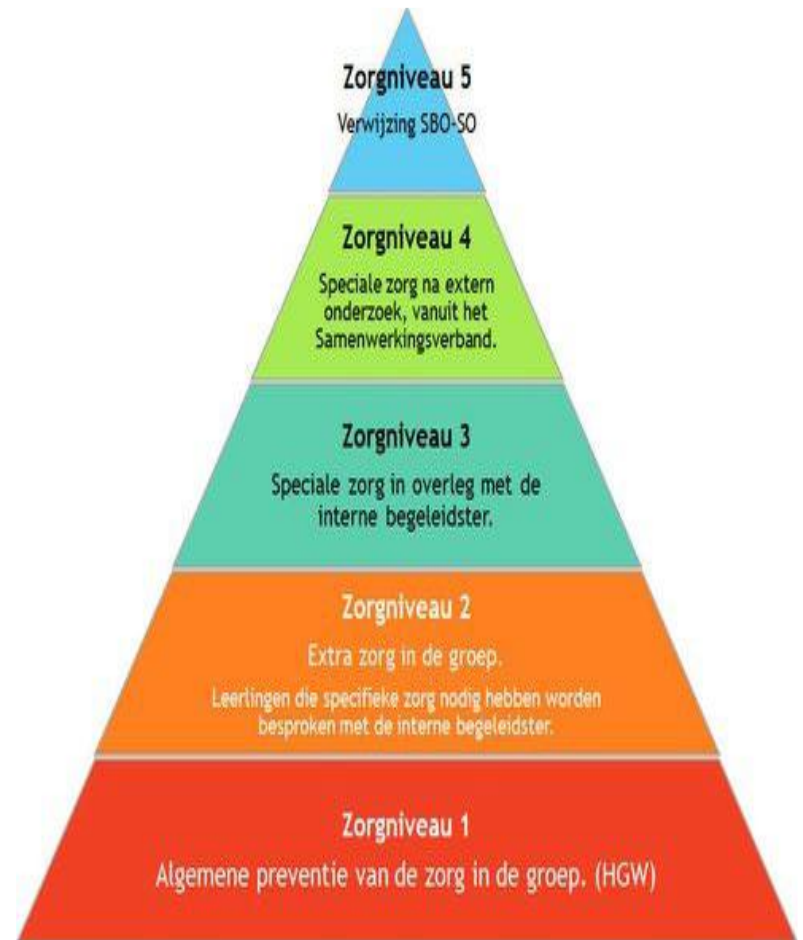 Zorgniveau 5
Verwijzing SBO-SO
Zorgniveau 4
Speciale zorg na extern
onderzoek, vanuit het
Samenwerkingsverband.
Zorgniveau 3
Speciale zorg in overleg met de
interne begeleidster.
Zorgniveau 2
Extra zorg in de groep.
Leerlingen die specifieke zorg nodig hebben worden
besproken met de interne begeleidster.
Zorgniveau 1
Algemene preventie van de zorg in de groep. (HGW)